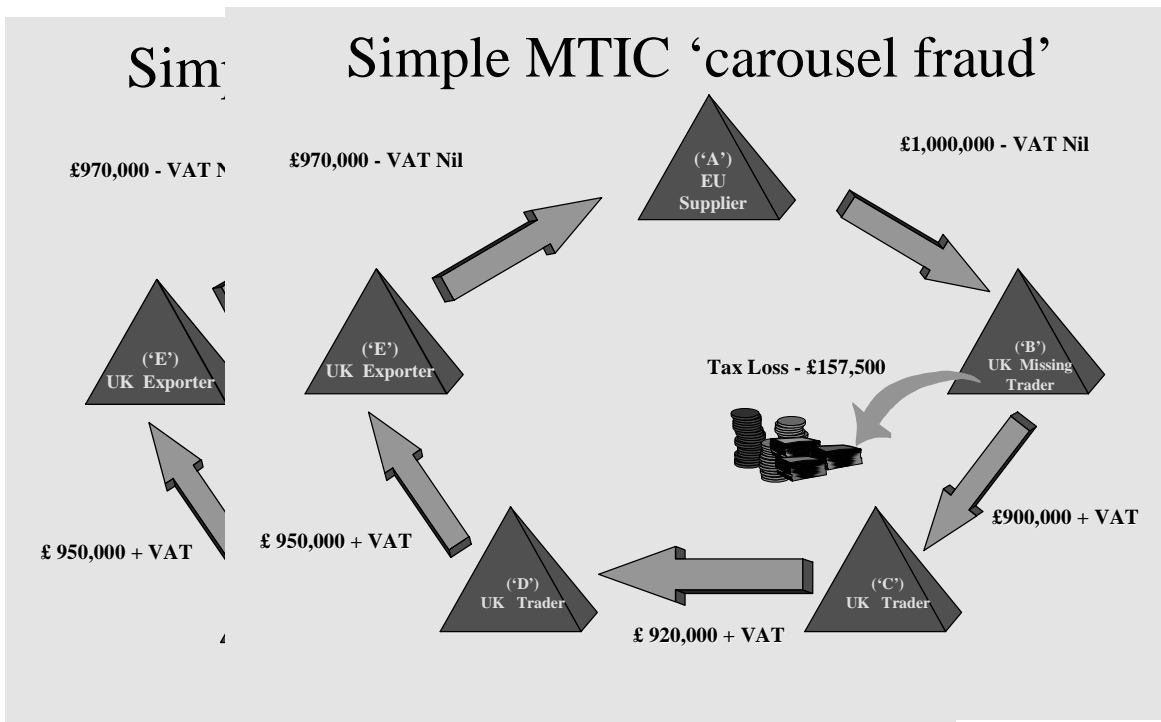 Simple MTIC ‘carousel fraud’
£970,000 - VAT Nil
£1,000,000 - VAT Nil
(‘A’)
EU
Supplier
(‘E’)
UK Exporter
Tax Loss - £157,500
(‘B’)
UK Missing
Trader
£ 950,000 + VAT
£900,000 + VAT
(‘D’)
UK Trader
(‘C’)
UK Trader
£ 920,000 + VAT
Sim
£970,000 - VAT N
(‘E’)
UK Exporter
£ 950,000 + VAT